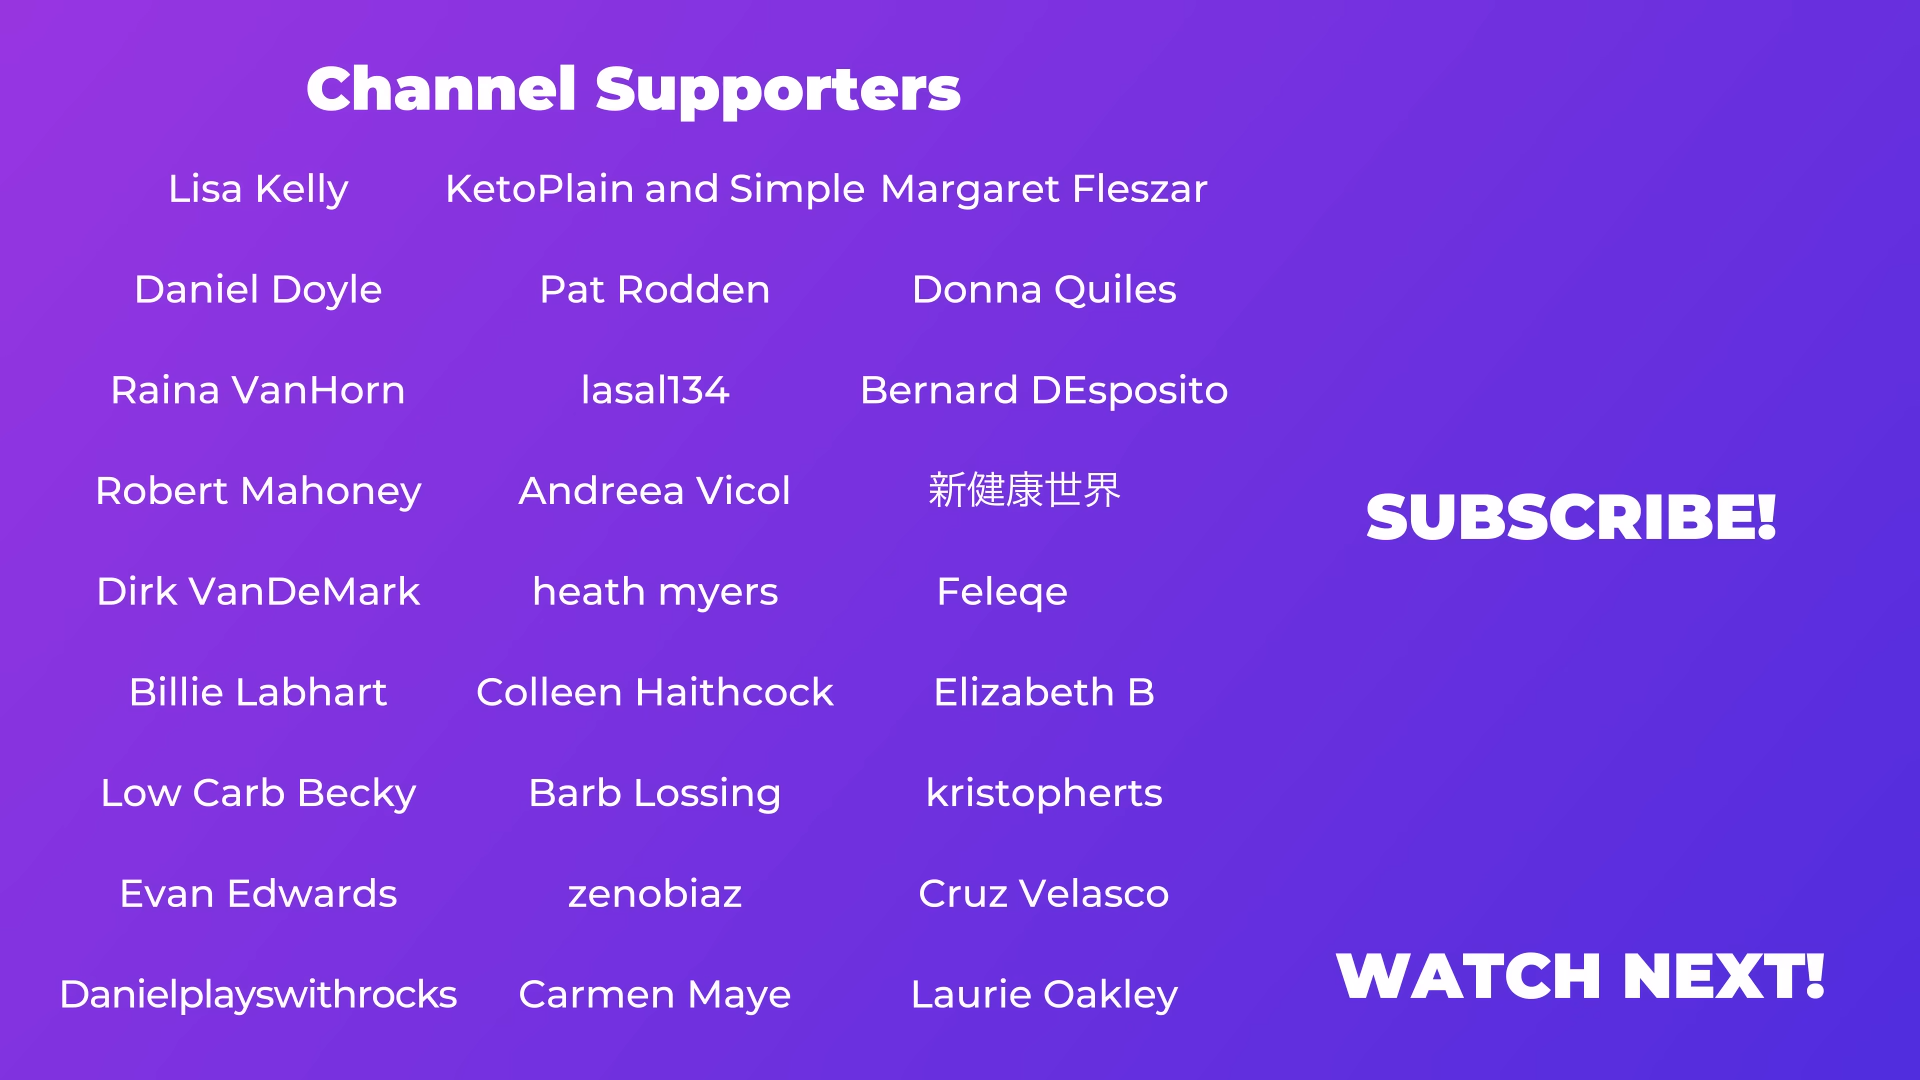 Channel Supporters
Lisa Kelly KetoPlain and Simple Margaret Fleszar
Daniel Doyle Pat Rodden Donna Quiles
Raina VanHorn lasal134 Bernard DEsposito
Robert Mahoney Andreea Vicol 新健康世界
SUBSCRIBE!
Dirk VanDeMark heath myers Feleqe
Billie Labhart Colleen Haithcock Elizabeth B
Low Carb Becky Barb Lossing kristopherts
Evan Edwards zenobiaz Cruz Velasco
Danielplayswithrocks Carmen Maye Laurie Oakley
WATCH NEXT!